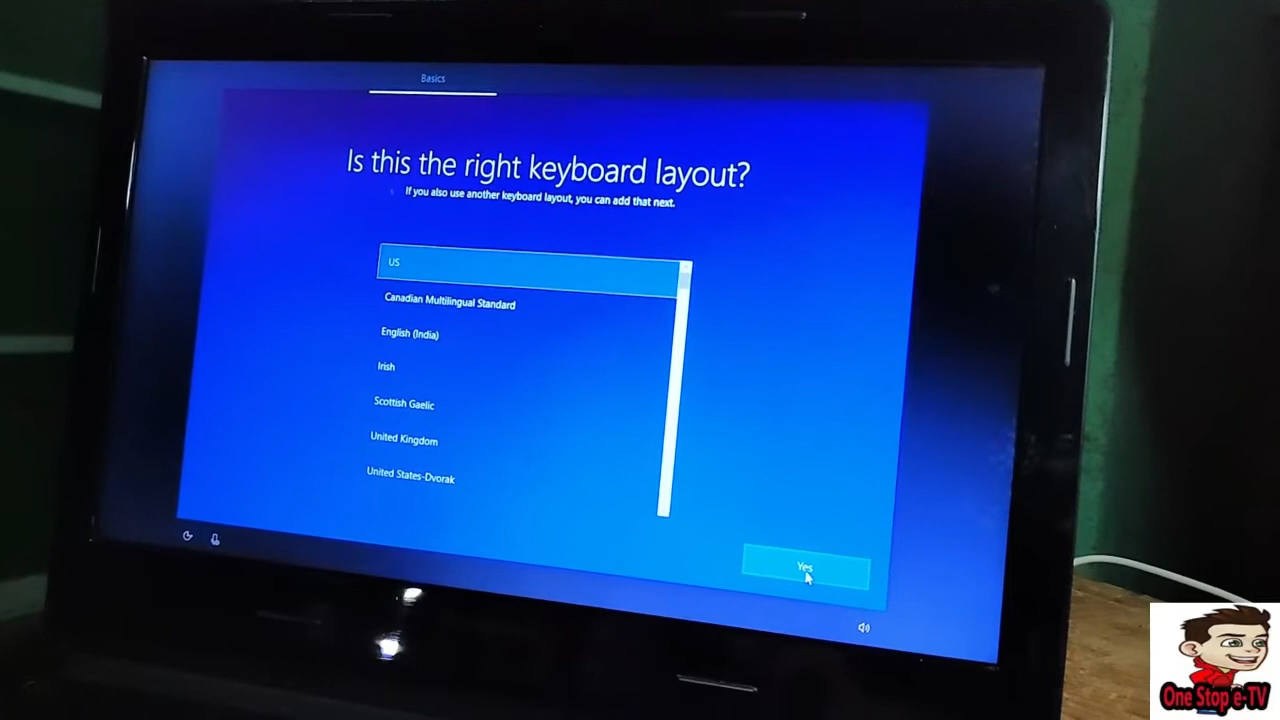 Basics
Is this the right keyboard layout?
If you also use another keyboard layout, you can add that next.
US
Canadian Multilingual Standard
English (India)
Irish
Scottish Gaelic
United Kingdom
United States-Dvorak
Yes
One Stop e-TV